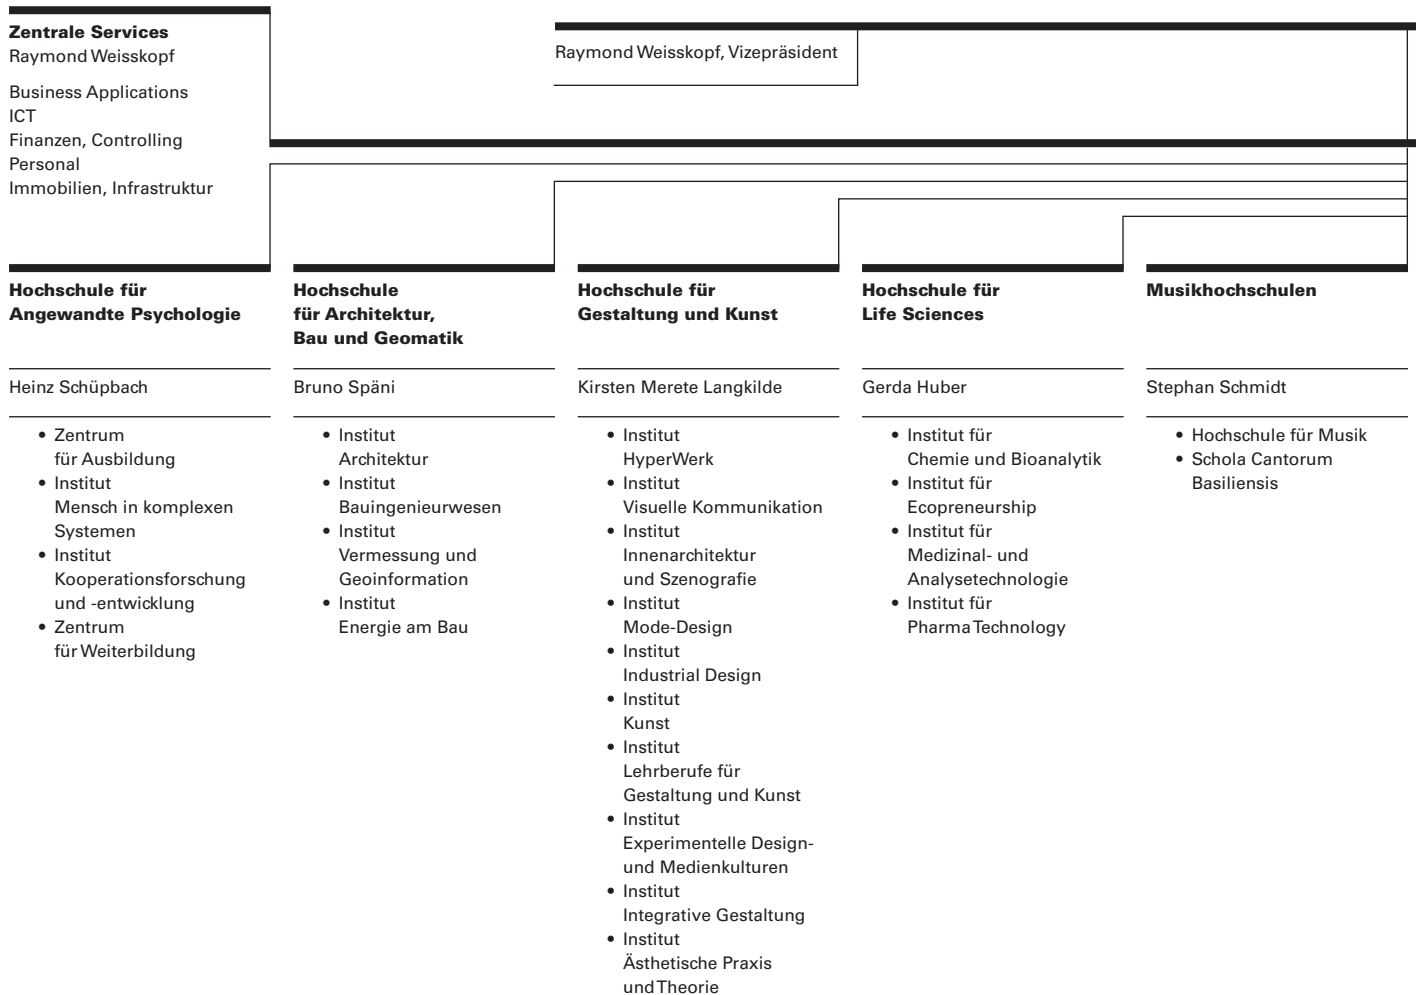 Zentrale Services
Raymond Weisskopf
Business Applications
ICT
Finanzen, Controlling
Personal
Immobilien, Infrastruktur
Raymond Weisskopf, Vizepräsident
Hochschule für
Angewandte Psychologie
Heinz Schüpbach
• Zentrum
für Ausbildung
• Institut
Mensch in komplexen
Systemen
• Institut
Kooperationsforschung
und -entwicklung
• Zentrum
für Weiterbildung
Hochschule
für Architektur,
Bau und Geomatik
Bruno Späni
• Institut
Architektur
• Institut
Bauingenieurwesen
• Institut
Vermessung und
Geoinformation
• Institut
Energie am Bau
Hochschule für
Gestaltung und Kunst
Kirsten Merete Langkilde
• Institut
HyperWerk
• Institut
Visuelle Kommunikation
• Institut
Innenarchitektur
und Szenografie
• Institut
Mode-Design
• Institut
Industrial Design
• Institut
Kunst
• Institut
Lehrberufe für
Gestaltung und Kunst
• Institut
Experimentelle Design-
und Medienkulturen
• Institut
Integrative Gestaltung
• Institut
Ästhetische Praxis
und Theorie
Hochschule für
Life Sciences
Gerda Huber
• Institut für
Chemie und Bioanalytik
• Institut für
Ecopreneurship
• Institut für
Medizinal- und
Analysetechnologie
• Institut für
Pharma Technology
Musikhochschulen
Stephan Schmidt
• Hochschule für Musik
• Schola Cantorum
Basiliensis